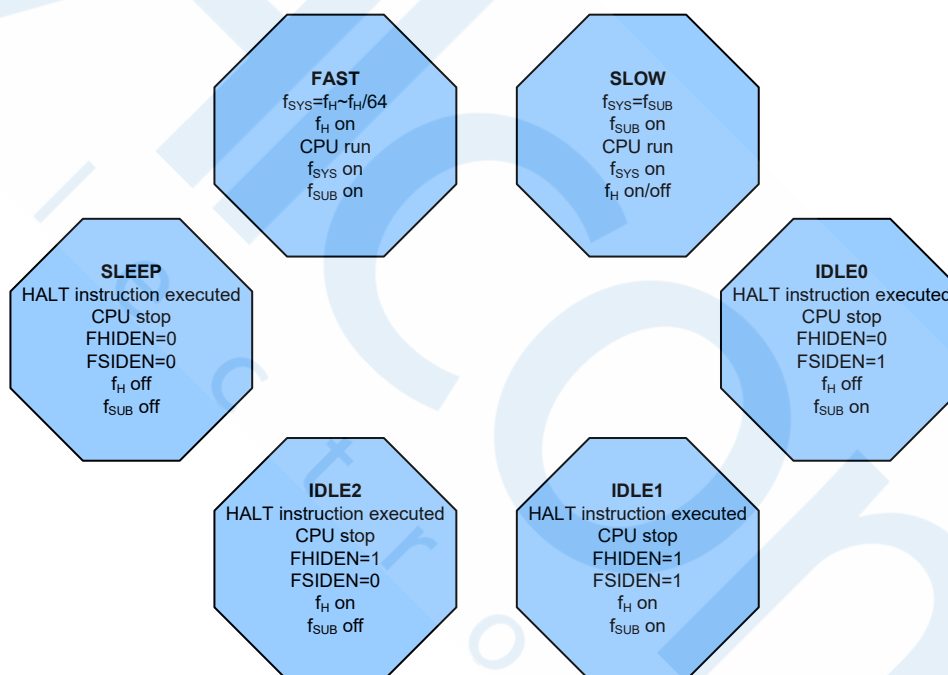 FAST
fSYS=fH~fH/64
fH on
CPU run
fSYS on
fSUB on
SLOW
fSYS=fSUB
fSUB on
CPU run
fSYS on
fH on/off
SLEEP
HALT instruction executed
CPU stop
FHIDEN=0
FSIDEN=0
fH off
fSUB off
IDLE0
HALT instruction executed
CPU stop
FHIDEN=0
FSIDEN=1
fH off
fSUB on
IDLE2
HALT instruction executed
CPU stop
FHIDEN=1
FSIDEN=0
fH on
fSUB off
IDLE1
HALT instruction executed
CPU stop
FHIDEN=1
FSIDEN=1
fH on
fSUB on